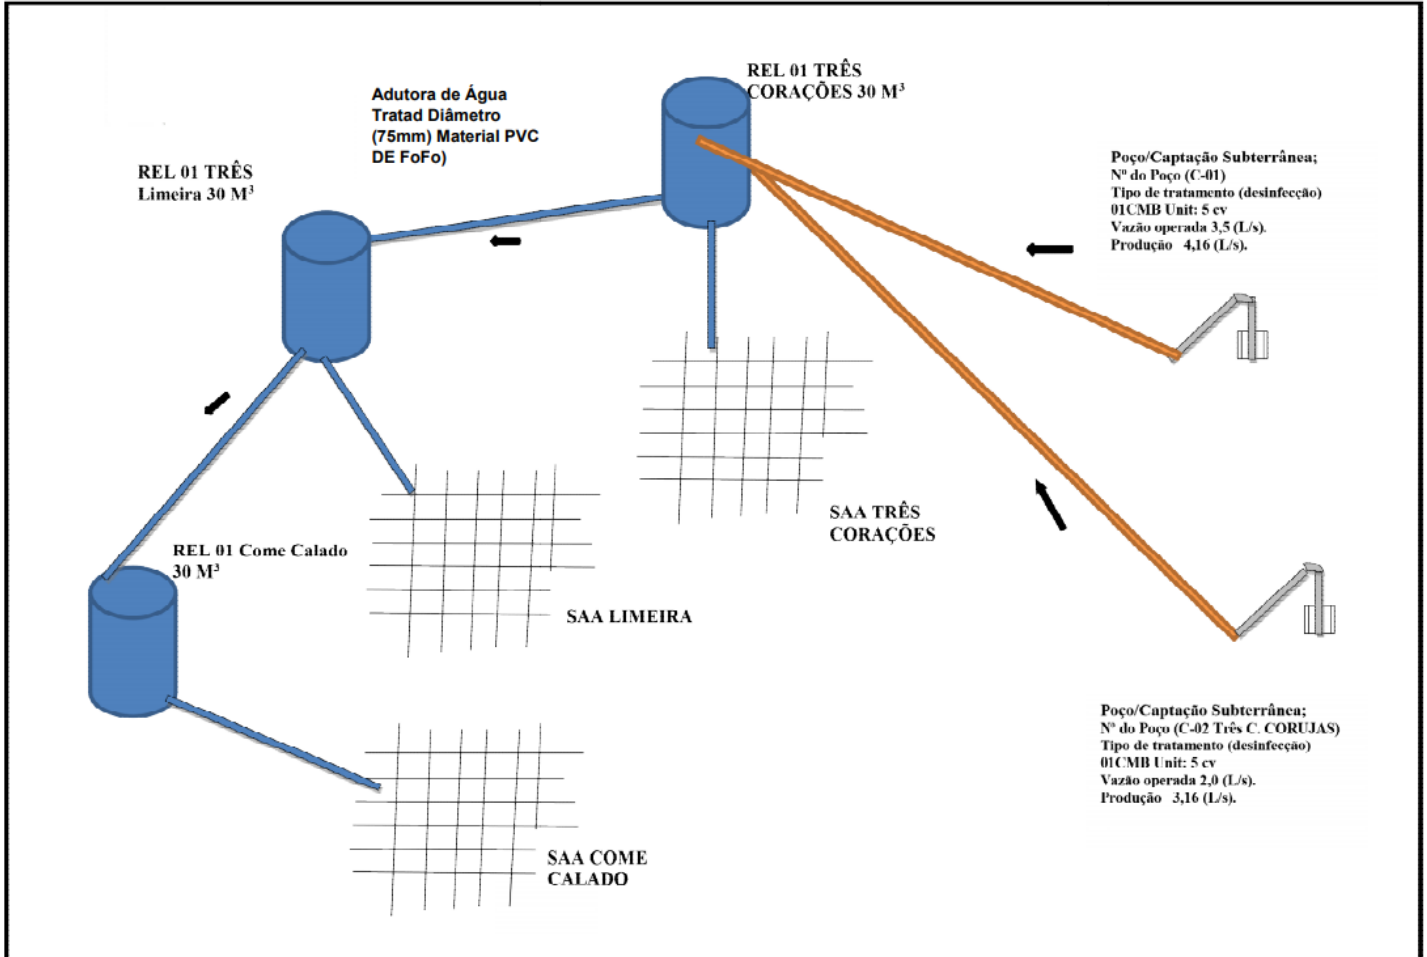 REL 01 TRÊS
CORAÇÕES 30 M³
Adutora de Água
Tratad Diâmetro
(75mm) Material PVC
DE FoFo)
REL 01 TRÊS
Limeira 30 M³
Poço/Captação Subterrânea;
Nº do Poço (C-01)
Tipo de tratamento (desinfecção)
01CMB Unit: 5 cv
Vazão operada 3,5 (L/s).
Produção 4,16 (L/s).
SAA TRÊS
CORAÇÕES
REL 01 Come Calado
30 M³
SAA LIMEIRA
Poço/Captação Subterrânea;
Nº do Poço (C-02 Três C. CORUJAS)
Tipo de tratamento (desinfecção)
01CMB Unit: 5 cv
Vazão operada 2,0 (L/s).
Produção 3,16 (L/s).
SAA COME
CALADO